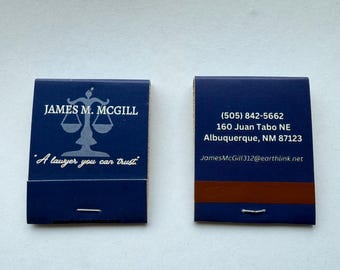 JAMES M. MCGILL
"A lawyer you can trust."
(505) 842-5662
160 Juan Tabo NE
Albuquerque, NM 87123
JamesMcGill312@earthlink.net